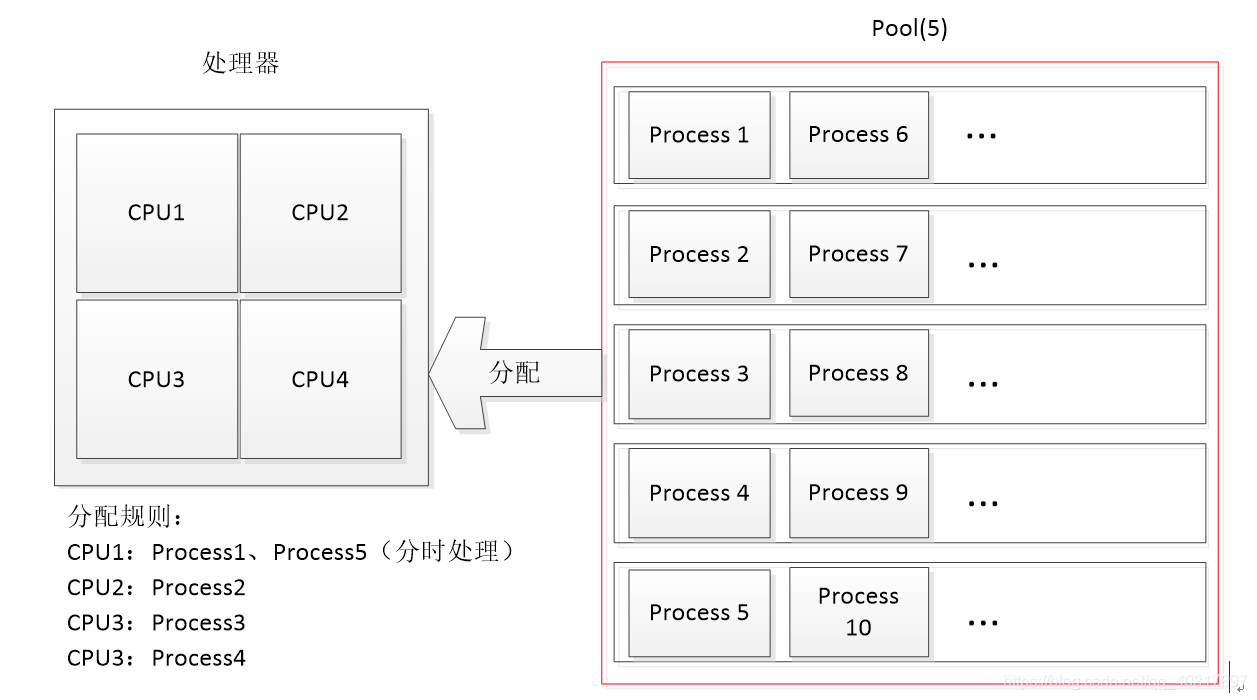 Pool(5)
处理器
CPU1
CPU2
CPU3
CPU4
分配
Process 1
Process 6
...
Process 2
Process 7
...
Process 3
Process 8
...
Process 4
Process 9
...
Process 5
Process
10
...
分配规则：
CPU1： Process1、Process5（分时处理）
CPU2： Process2
CPU3： Process3
CPU3： Process4